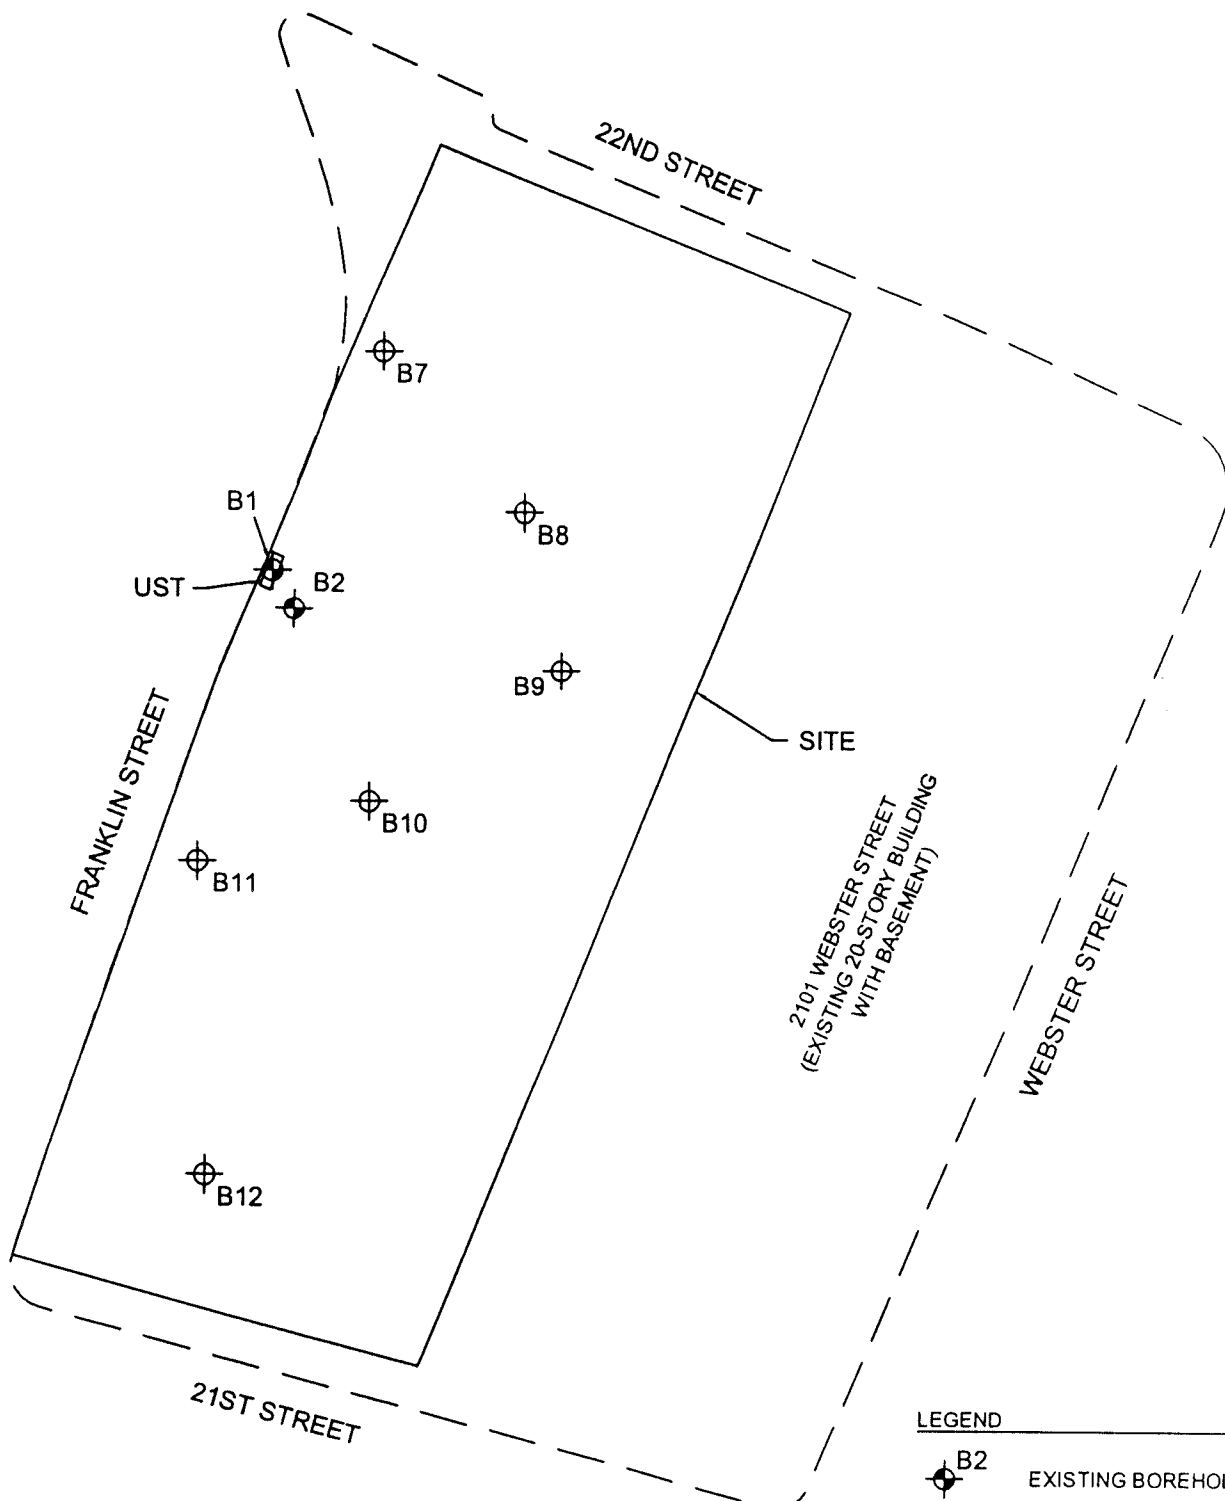 22ND STREET
B7
B1
B8
UST
B2
B9
FRANKLIN STREET
SITE
B10
B11
2101 WEBSTER STREET
(EXISTING 20-STORY BUILDING
WITH BASEMENT)
WEBSTER STREET
B12
21ST STREET
LEGEND
B2
EXISTING